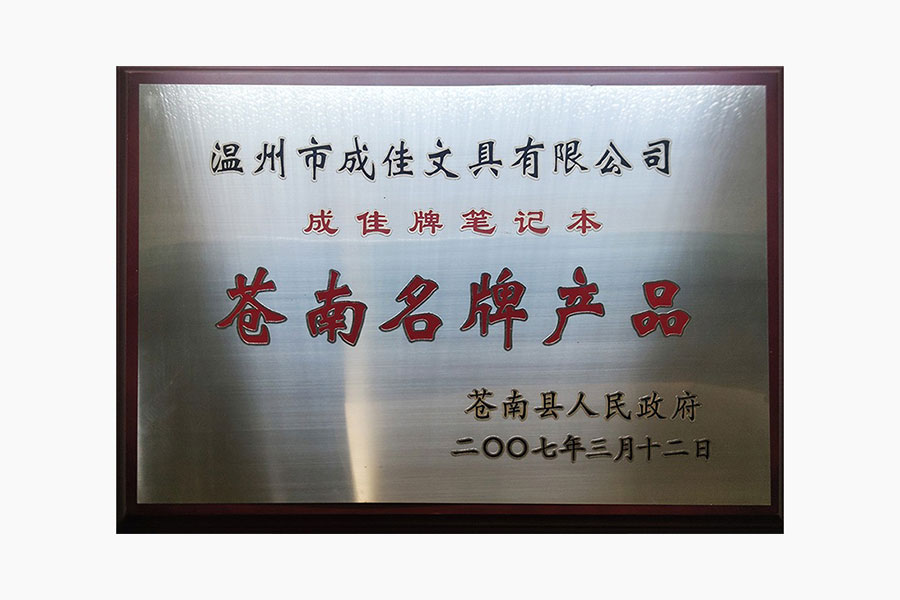 温州市成佳文具有限公司
成佳牌笔记本
苍南名牌产品
苍南县人民政府
二〇〇七年三月十二日